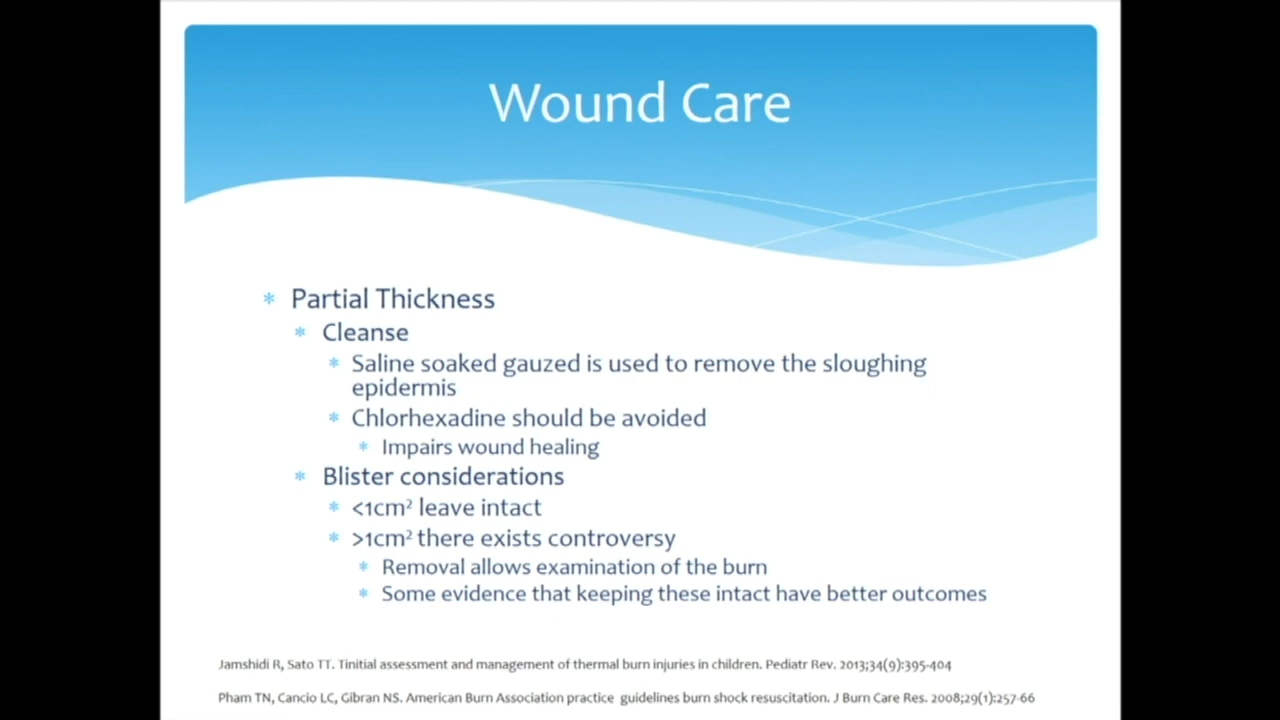 Wound Care
* Partial Thickness
* Cleanse
* Saline soaked gauzed is used to remove the sloughing
epidermis
* Chlorhexadine should be avoided
* Impairs wound healing
* Blister considerations
* <1cm² leave intact
* >1cm² there exists controversy
* Removal allows examination of the burn
* Some evidence that keeping these intact have better outcomes
Jamshidi R, Sato TT. Tinitial assessment and management of thermal burn injuries in children. Pediatr Rev. 2013;34(9):395-404
Pham TN, Cancio LC, Gibran NS. American Burn Association practice guidelines burn shock resuscitation. J Burn Care Res. 2008;29(1):257-66